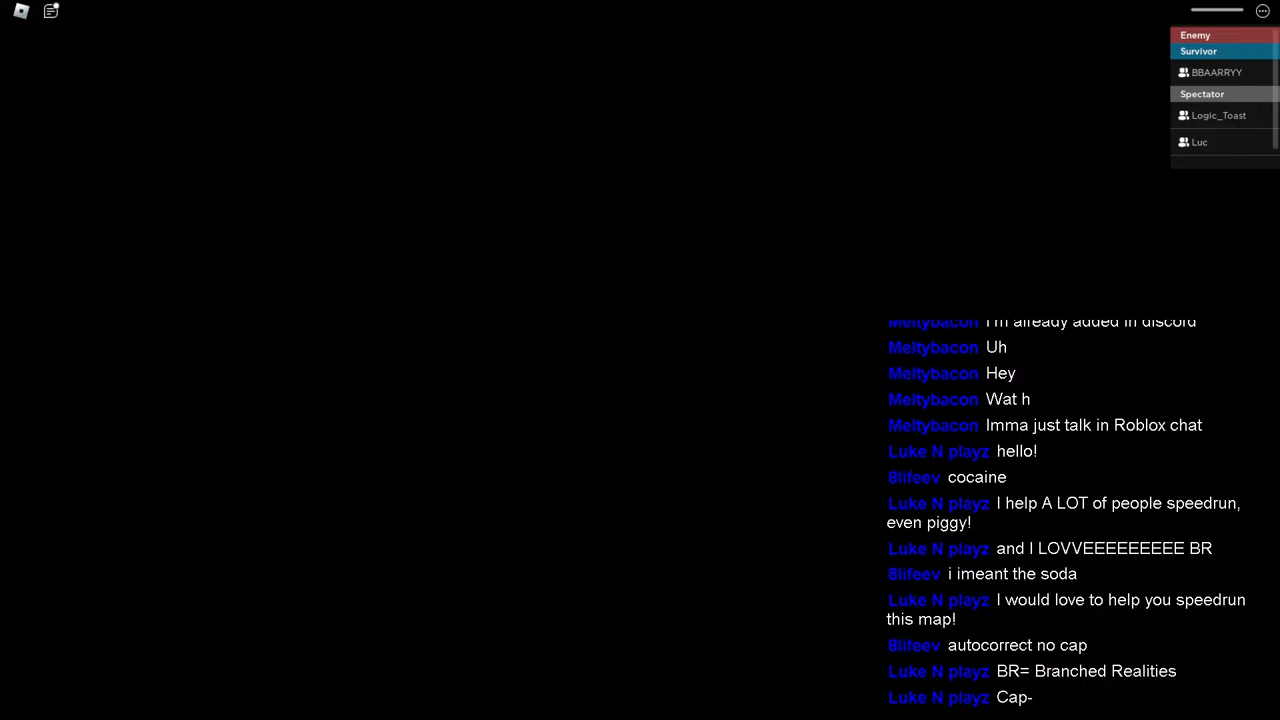 Enemy
Survivor
BBAARRYY
Spectator
Logic_Toast
Luc
Meltybacon I'm already added in discord
Meltybacon Uh
Meltybacon Hey
Meltybacon Wat h
Meltybacon Imma just talk in Roblox chat
Luke N playz hello!
8lifeev cocaine
Luke N playz I help A LOT of people speedrun,
even piggy!
Luke N playz and I LOVVEEEEEEEEE BR
8lifeev i imeant the soda
Luke N playz I would love to help you speedrun
this map!
8lifeev autocorrect no cap
Luke N playz BR= Branched Realities
Luke N playz Cap-